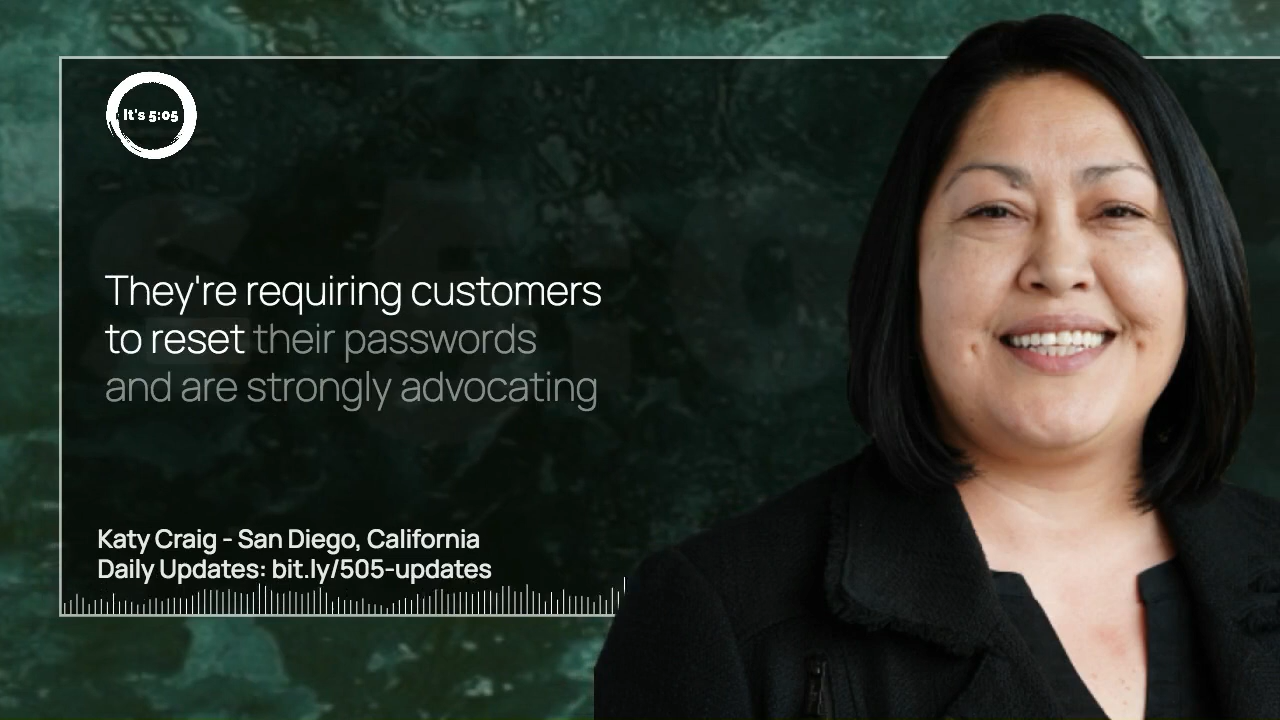 It's 5:05
They're requiring customers
to reset their passwords
and are strongly advocating
Katy Craig - San Diego, California
Daily Updates: bit.ly/505-updates